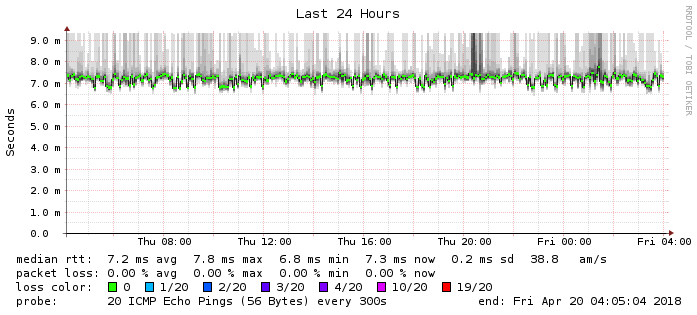 Last 24 Hours
RRDTOOL / TOBI OETIKER
Seconds
9.0 m
8.0 m
7.0 m
6.0 m
5.0 m
4.0 m
3.0 m
2.0 m
1.0 m
0.0
Thu 08:00 Thu 12:00 Thu 16:00 Thu 20:00 Fri 00:00 Fri 04:00
median rtt: 7.2 ms avg 7.8 ms max 6.8 ms min 7.3 ms now 0.2 ms sd 38.8 am/s
packet loss: 0.00 % avg 0.00 % max 0.00 % min 0.00 % now
loss color: 0 1/20 2/20 3/20 4/20 10/20 19/20
probe: 20 ICMP Echo Pings (56 Bytes) every 300s end: Fri Apr 20 04:05:04 2018